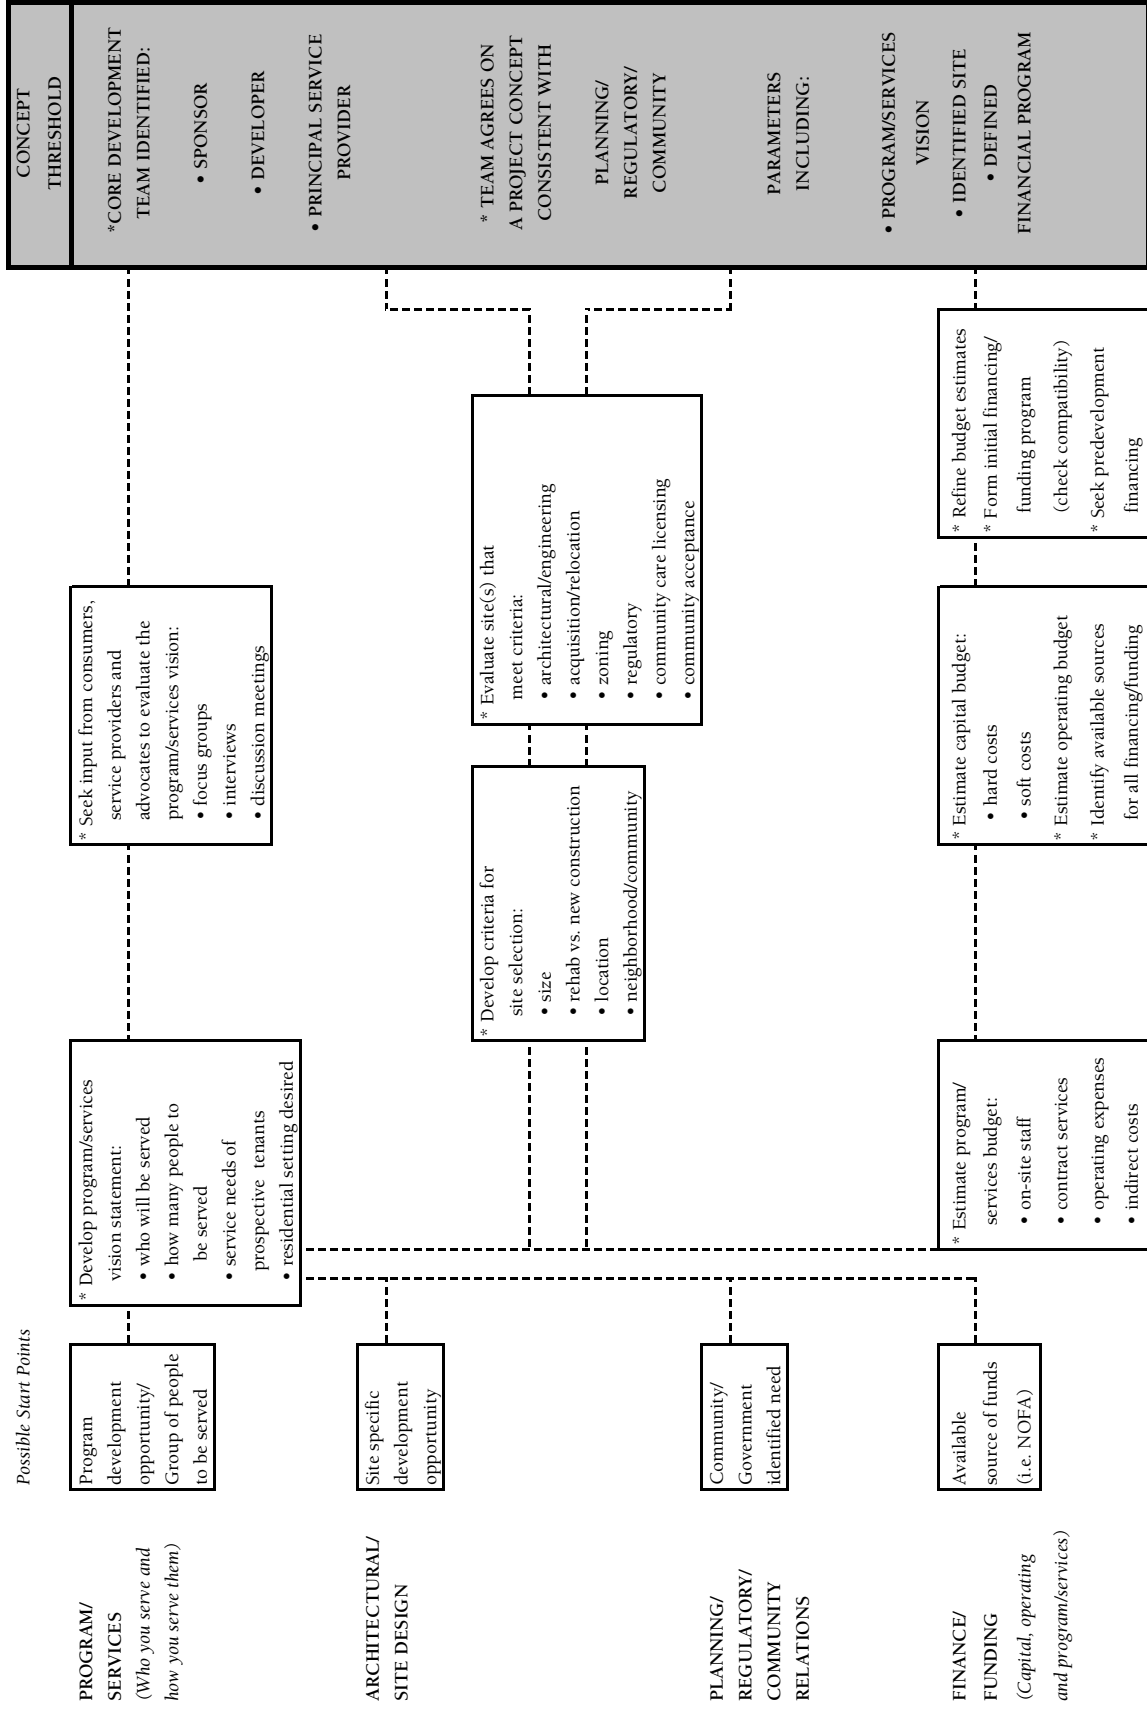 Possible Start Points
PROGRAM/
SERVICES
(Who you serve and
how you serve them)
Program
development
opportunity/
Group of people
to be served
* Develop program/services
vision statement:
• who will be served
• how many people to
be served
• service needs of
prospective tenants
• residential setting desired
* Seek input from consumers,
service providers and
advocates to evaluate the
program/services vision:
• focus groups
• interviews
• discussion meetings
ARCHITECTURAL/
SITE DESIGN
Site specific
development
opportunity
* Develop criteria for
site selection:
• size
• rehab vs. new construction
• location
• neighborhood/community
* Evaluate site(s) that
meet criteria:
• architectural/engineering
• acquisition/relocation
• zoning
• regulatory
• community care licensing
• community acceptance
PLANNING/
REGULATORY/
COMMUNITY
RELATIONS
Community/
Government
identified need
FINANCE/
FUNDING
(Capital, operating
and program/services)
Available
source of funds
(i.e. NOFA)
* Estimate program/
services budget:
• on-site staff
• contract services
• operating expenses
• indirect costs
* Estimate capital budget:
• hard costs
• soft costs
* Estimate operating budget
* Identify available sources
for all financing/funding
* Refine budget estimates
* Form initial financing/
funding program
(check compatibility)
* Seek predevelopment
financing
CONCEPT
THRESHOLD
*CORE DEVELOPMENT
TEAM IDENTIFIED:
• SPONSOR
• DEVELOPER
• PRINCIPAL SERVICE
PROVIDER
* TEAM AGREES ON
A PROJECT CONCEPT
CONSISTENT WITH
PLANNING/
REGULATORY/
COMMUNITY
PARAMETERS
INCLUDING:
• PROGRAM/SERVICES
VISION
• IDENTIFIED SITE
• DEFINED
FINANCIAL PROGRAM